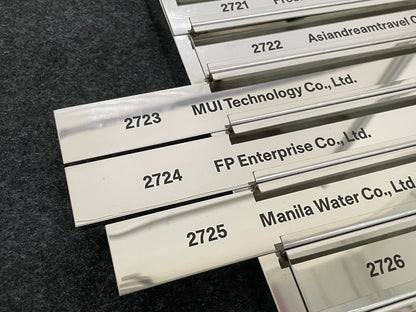 2721
2722 Asiandreamtravel
2723 MUI Technology Co., Ltd.
2724 FP Enterprise Co., Ltd.
2725 Manila Water Co., Ltd.
2726